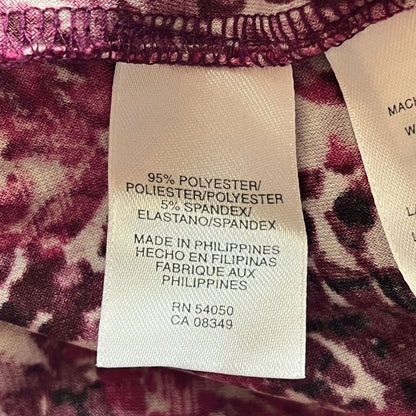 95% POLYESTER/
POLIESTER/POLYESTER
5% SPANDEX/
ELASTANO/SPANDEX
MADE IN PHILIPPINES
HECHO EN FILIPINAS
FABRIQUE AUX
PHILIPPINES
RN 54050
CA 08349
MACH
W
L